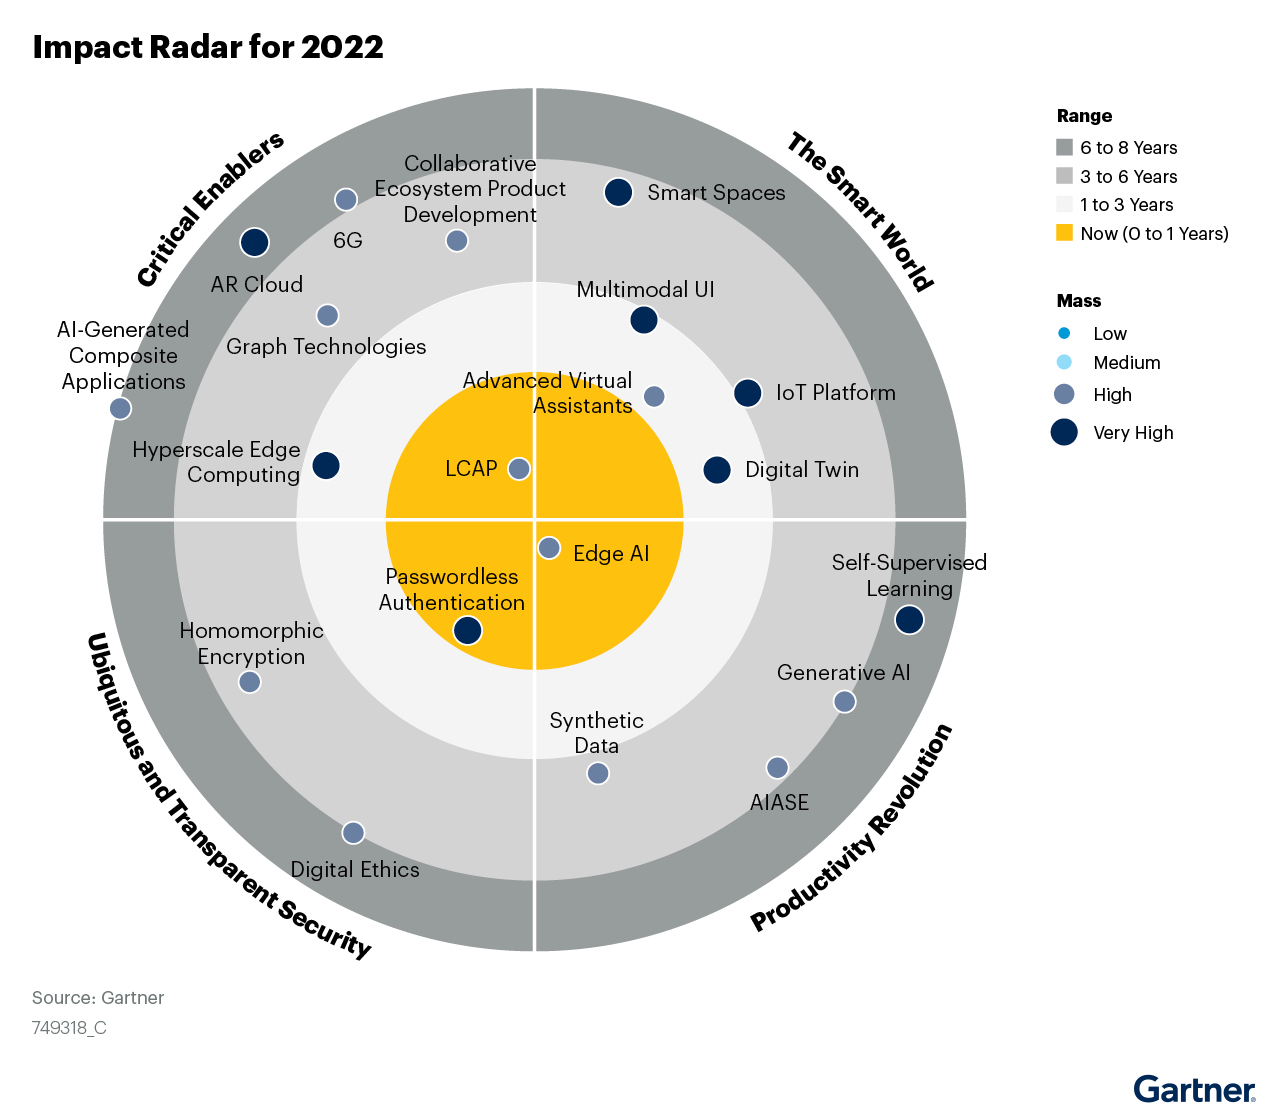 Impact Radar for 2022
Critical Enablers
The Smart World
Ubiquitous and Transparent Security
Productivity Revolution
Collaborative
Ecosystem Product
Development
6G
AR Cloud
Graph Technologies
AI-Generated
Composite
Applications
Hyperscale Edge
Computing
LCAP
Smart Spaces
Multimodal UI
Advanced Virtual
Assistants
IoT Platform
Digital Twin
Passwordless
Authentication
Homomorphic
Encryption
Digital Ethics
Edge AI
Self-Supervised
Learning
Generative AI
Synthetic
Data
AIASE
Range
6 to 8 Years
3 to 6 Years
1 to 3 Years
Now (0 to 1 Years)
Mass
Low
Medium
High
Very High
Source: Gartner
749318_C
Gartner®